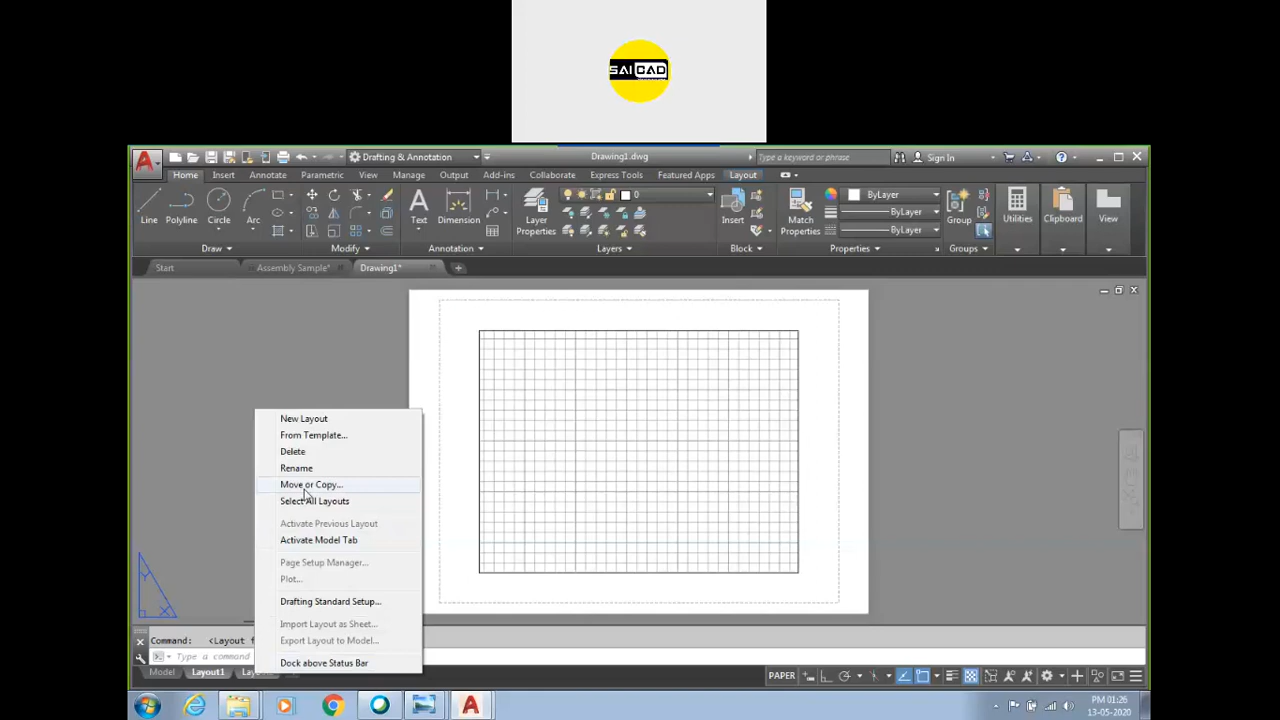 SAI CAD
Drafting & Annotation
Drawing1.dwg
Type a keyword or phrase
Sign In
Home Insert Annotate Parametric View Manage Output Add-ins Collaborate Express Tools Featured Apps Layout
Line Polyline Circle Arc
Text Dimension
Layer Properties
0
Insert
Match Properties
ByLayer
ByLayer
ByLayer
Group
Utilities
Clipboard
View
Draw Modify Annotation Layers Block Properties Groups
Start Assembly Sample* Drawing1*
New Layout
From Template...
Delete
Rename
Move or Copy...
Select All Layouts
Activate Previous Layout
Activate Model Tab
Page Setup Manager...
Plot...
Drafting Standard Setup...
Import Layout as Sheet...
Export Layout to Model...
Dock above Status Bar
Y
X
Command: <Layout
Type a command
Model Layout1
PAPER
PM 01:26
13-05-2020